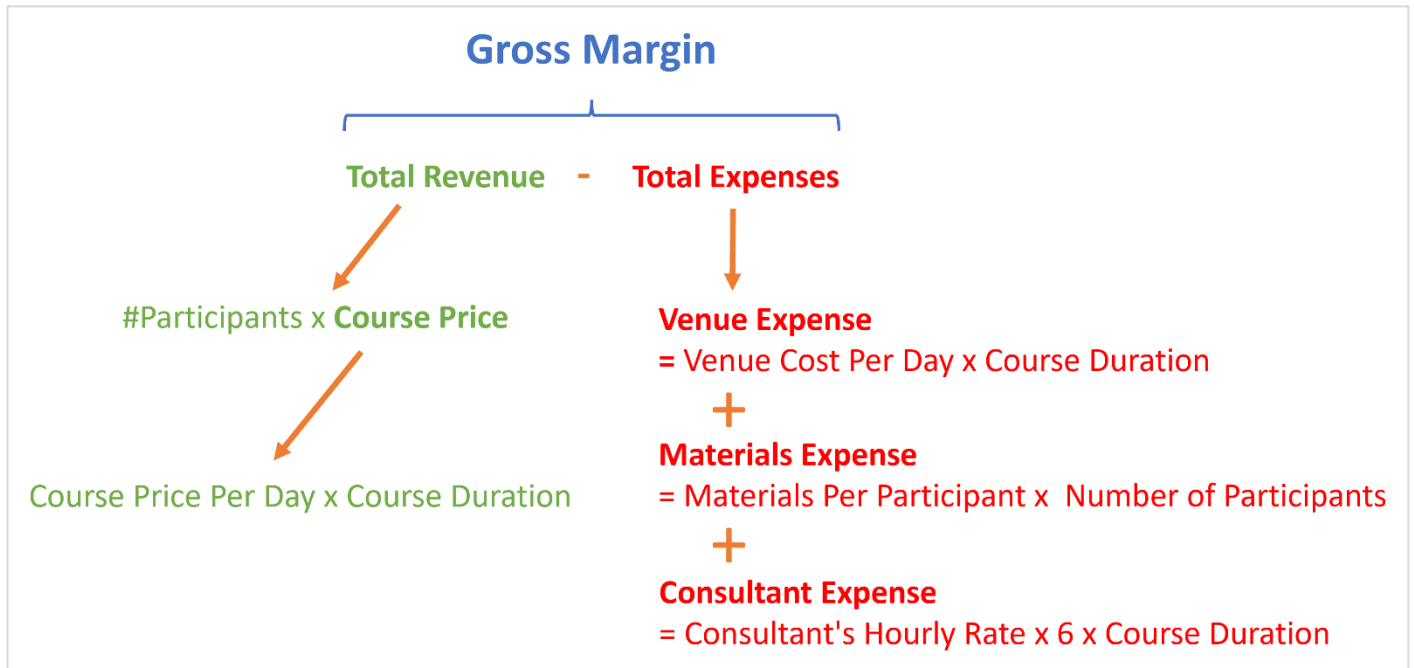 Gross Margin
Total Revenue - Total Expenses
#Participants x Course Price
Course Price Per Day x Course Duration
Venue Expense
= Venue Cost Per Day x Course Duration
+
Materials Expense
= Materials Per Participant x Number of Participants
+
Consultant Expense
= Consultant's Hourly Rate x 6 x Course Duration